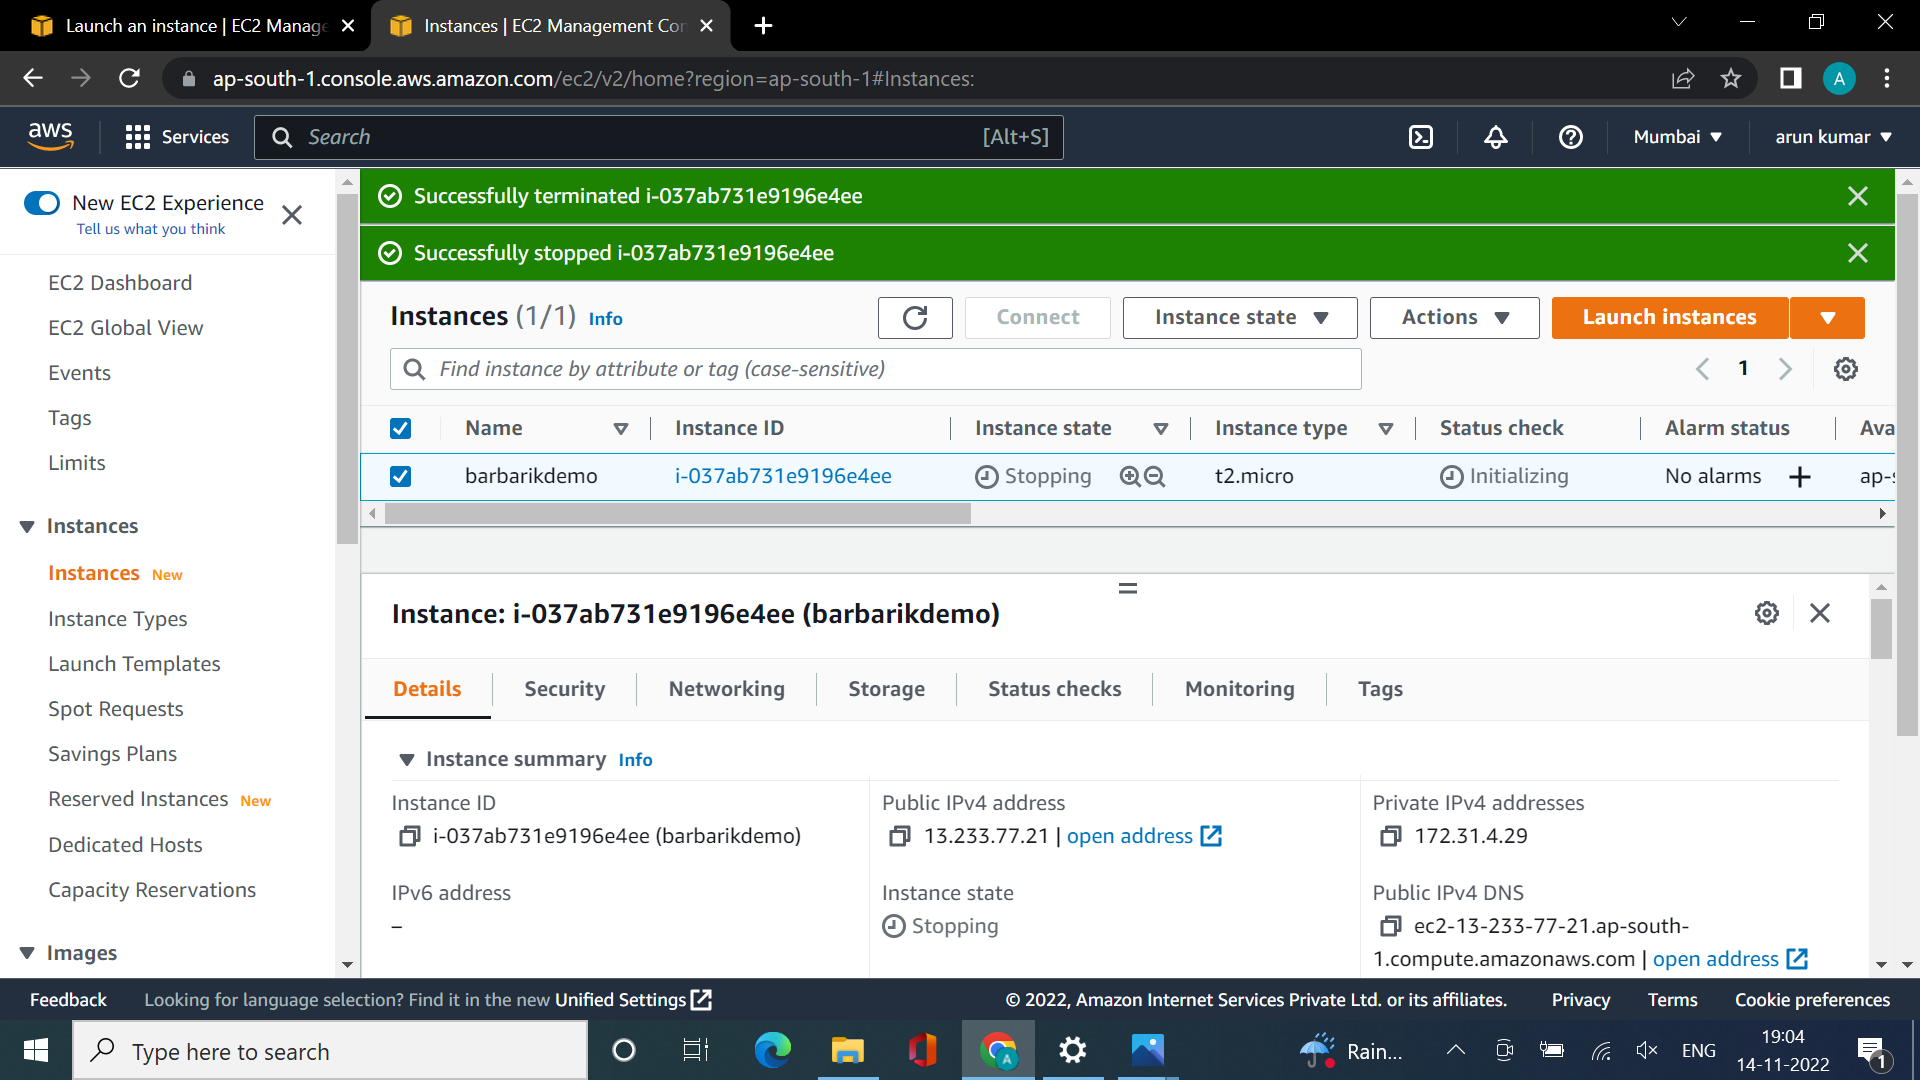 Launch an instance | EC2 Manage
Instances | EC2 Management Con
ap-south-1.console.aws.amazon.com/ec2/v2/home?region=ap-south-1#Instances:
A
aws
Services
Search
[Alt+S]
Mumbai
arun kumar
New EC2 Experience
Tell us what you think
EC2 Dashboard
EC2 Global View
Events
Tags
Limits
Instances
Instances New
Instance Types
Launch Templates
Spot Requests
Savings Plans
Reserved Instances New
Dedicated Hosts
Capacity Reservations
Images
Successfully terminated i-037ab731e9196e4ee
Successfully stopped i-037ab731e9196e4ee
Instances (1/1) Info
Connect
Instance state
Actions
Launch instances
Find instance by attribute or tag (case-sensitive)
1
Name Instance ID Instance state Instance type Status check Alarm status Ava
barbarikdemo i-037ab731e9196e4ee Stopping t2.micro Initializing No alarms ap-s
Instance: i-037ab731e9196e4ee (barbarikdemo)
Details Security Networking Storage Status checks Monitoring Tags
Instance summary Info
Instance ID
i-037ab731e9196e4ee (barbarikdemo)
Public IPv4 address
13.233.77.21 | open address
Private IPv4 addresses
172.31.4.29
IPv6 address
–
Instance state
Stopping
Public IPv4 DNS
ec2-13-233-77-21.ap-south-
1.compute.amazonaws.com | open address
Feedback
Looking for language selection? Find it in the new Unified Settings
© 2022, Amazon Internet Services Private Ltd. or its affiliates.
Privacy
Terms
Cookie preferences
Type here to search
A
Rain...
ENG
19:04
14-11-2022
1